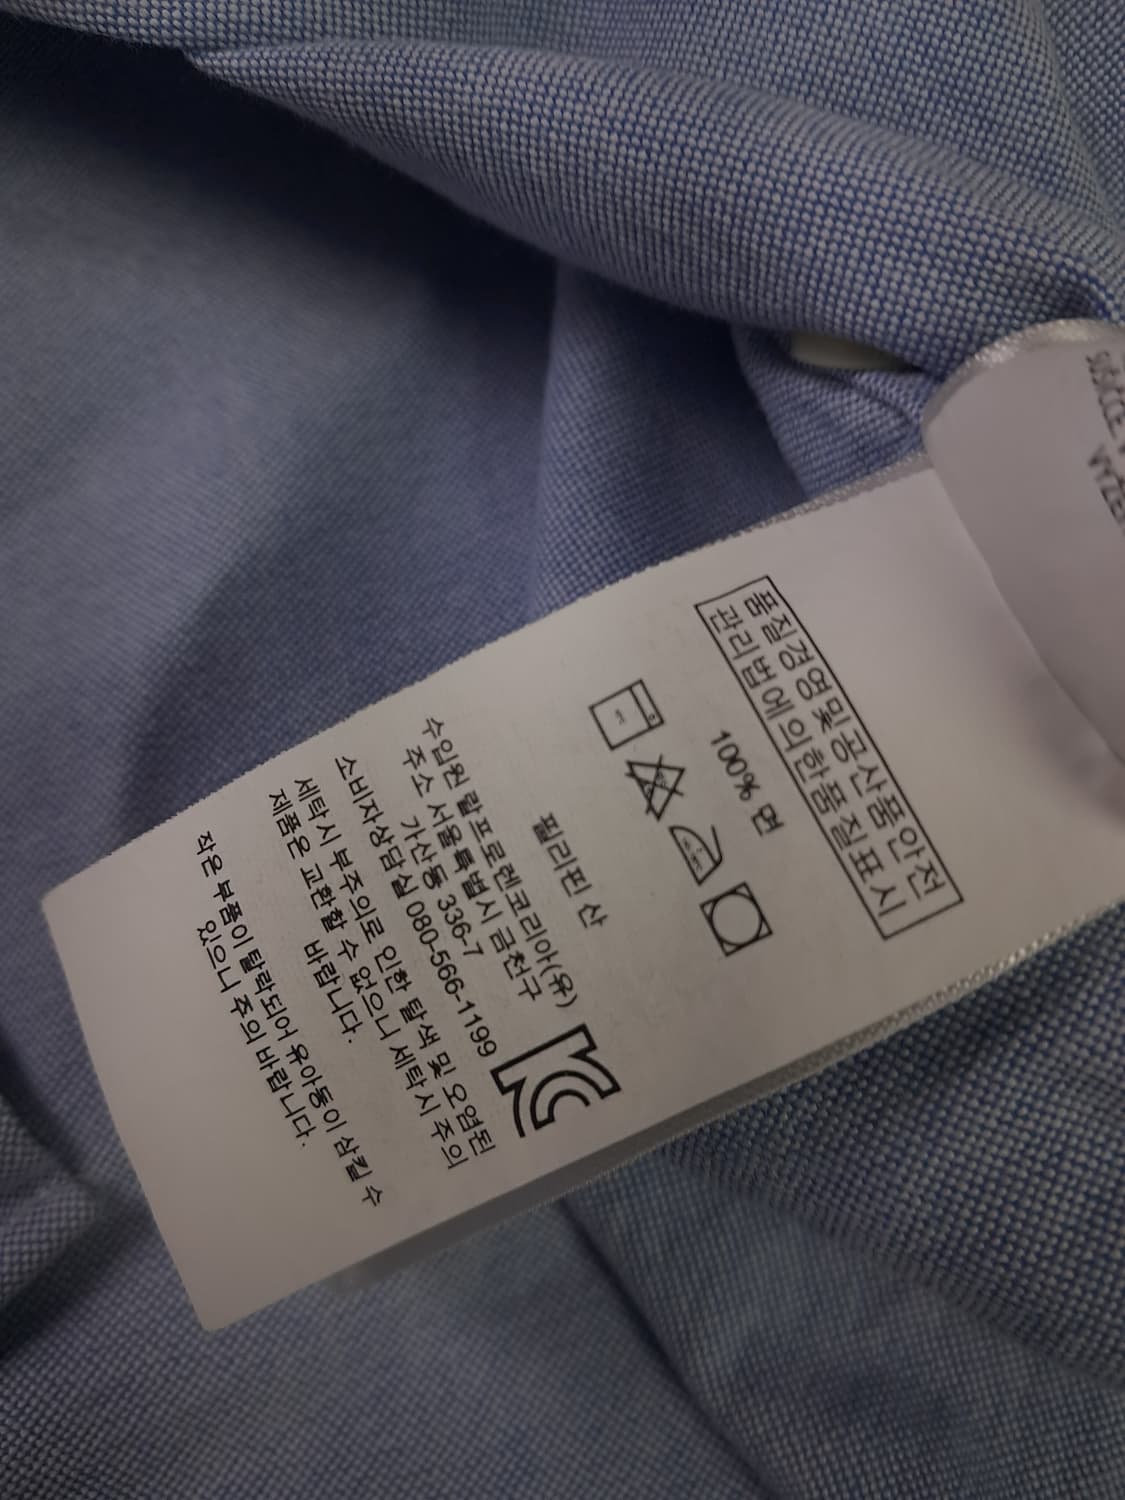 품질경영및공산품안전
관리법에의한품질표시
100% 면
필리핀 산
수입원 랄프로렌코리아(유)
주소 서울특별시 금천구
가산동 336-7
소비자상담실 080-566-1199
세탁시 부주의로 인한 탈색 및 오염된
제품은 교환할 수 없으니 세탁시 주의
바랍니다.
작은 부품이 탈락되어 유아동이 삼킬 수
있으니 주의 바랍니다.